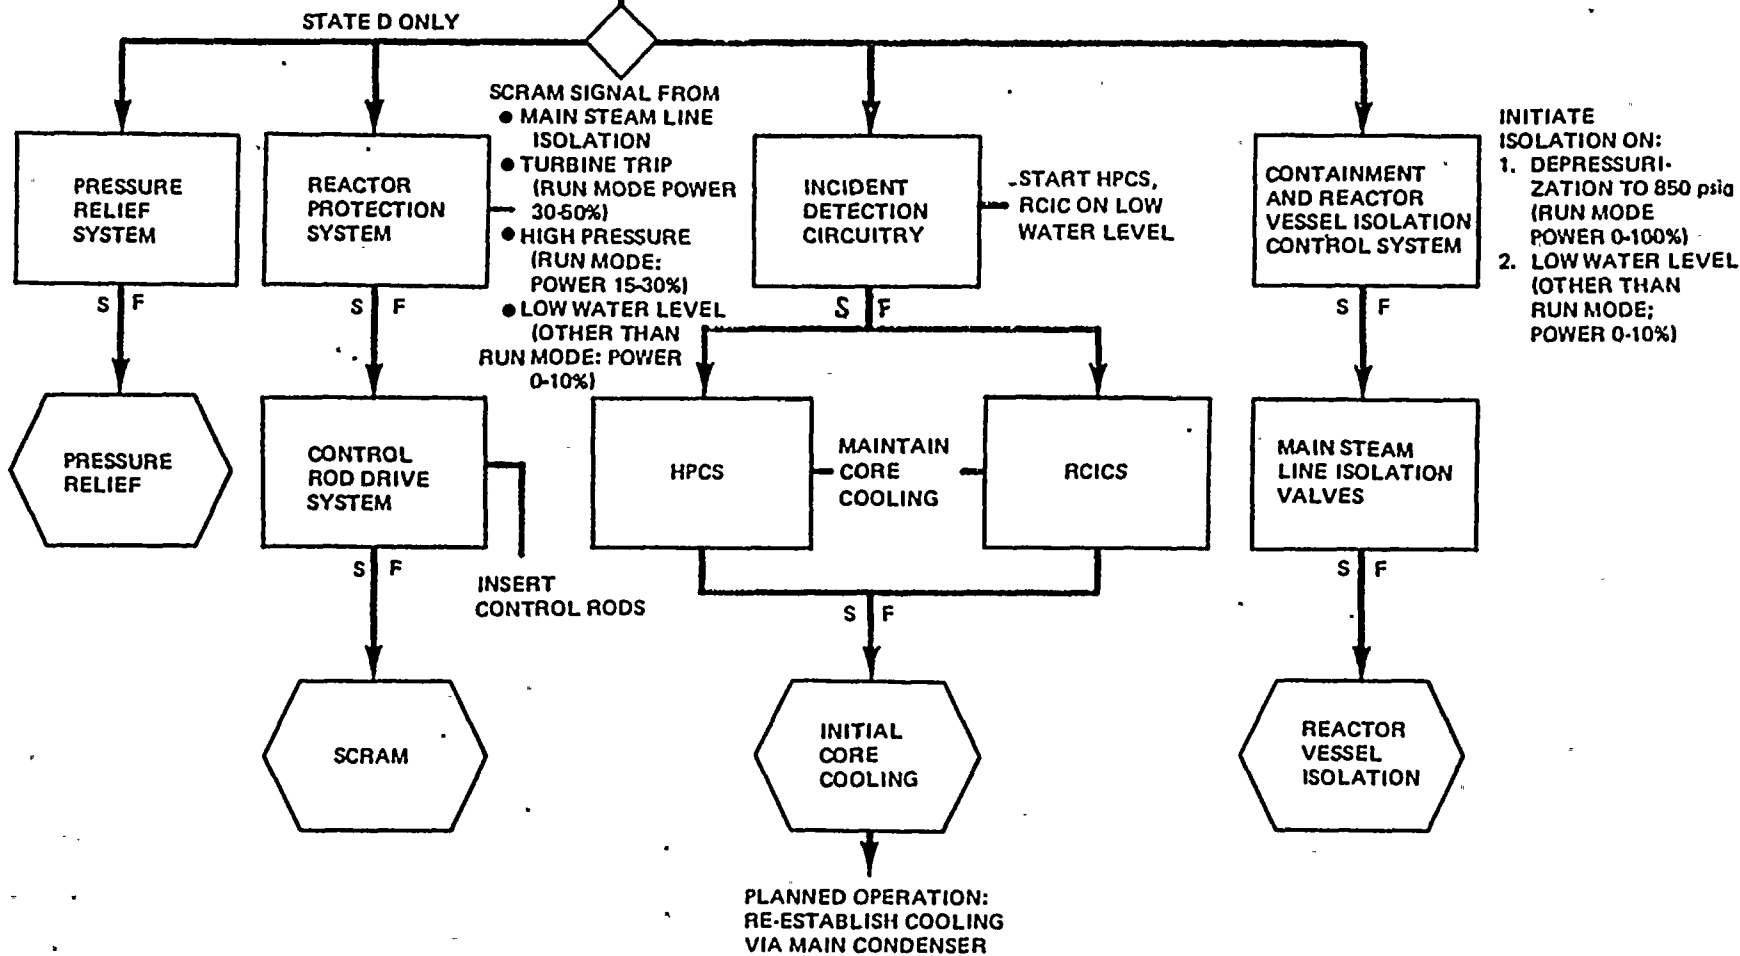 STATE D ONLY
SCRAM SIGNAL FROM
● MAIN STEAM LINE
ISOLATION
● TURBINE TRIP
(RUN MODE POWER
30-50%)
● HIGH PRESSURE
(RUN MODE:
POWER 15-30%)
● LOW WATER LEVEL
(OTHER THAN
RUN MODE: POWER
0-10%)
PRESSURE
RELIEF
SYSTEM
REACTOR
PROTECTION
SYSTEM
INCIDENT
DETECTION
CIRCUITRY
START HPCS,
RCIC ON LOW
WATER LEVEL
CONTAINMENT
AND REACTOR
VESSEL ISOLATION
CONTROL SYSTEM
INITIATE
ISOLATION ON:
1. DEPRESSURI-
ZATION TO 850 psia
(RUN MODE
POWER 0-100%)
2. LOW WATER LEVEL
(OTHER THAN
RUN MODE;
POWER 0-10%)
S F
S F
S F
S F
PRESSURE
RELIEF
CONTROL
ROD DRIVE
SYSTEM
HPCS
MAINTAIN
CORE
COOLING
RCICS
MAIN STEAM
LINE ISOLATION
VALVES
S F
INSERT
CONTROL RODS
S F
S F
SCRAM
INITIAL
CORE
COOLING
REACTOR
VESSEL
ISOLATION
PLANNED OPERATION:
RE-ESTABLISH COOLING
VIA MAIN CONDENSER